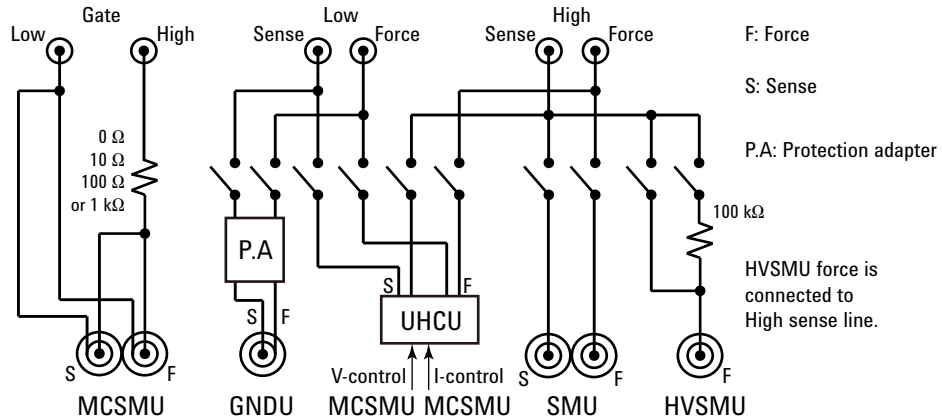 Gate
Low
High
Low
Sense
Force
High
Sense
Force
F: Force
S: Sense
P.A: Protection adapter
0 Ω
10 Ω
100 Ω
or 1 kΩ
P.A
100 kΩ
HVSMU force is
connected to
High sense line.
S
F
S
F
UHCU
S
F
V-control
I-control
S
F
F
MCSMU
GNDU
MCSMU
MCSMU
SMU
HVSMU